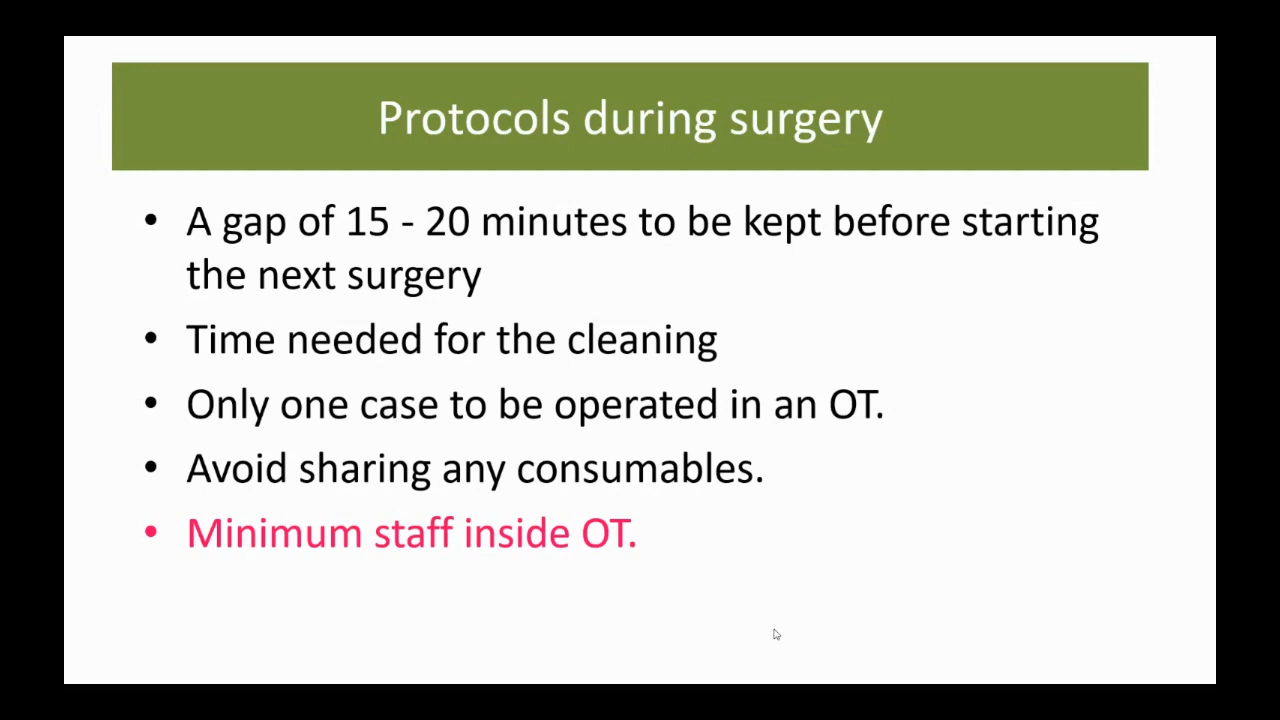 Protocols during surgery
• A gap of 15 - 20 minutes to be kept before starting
the next surgery
• Time needed for the cleaning
• Only one case to be operated in an OT.
• Avoid sharing any consumables.
• Minimum staff inside OT.